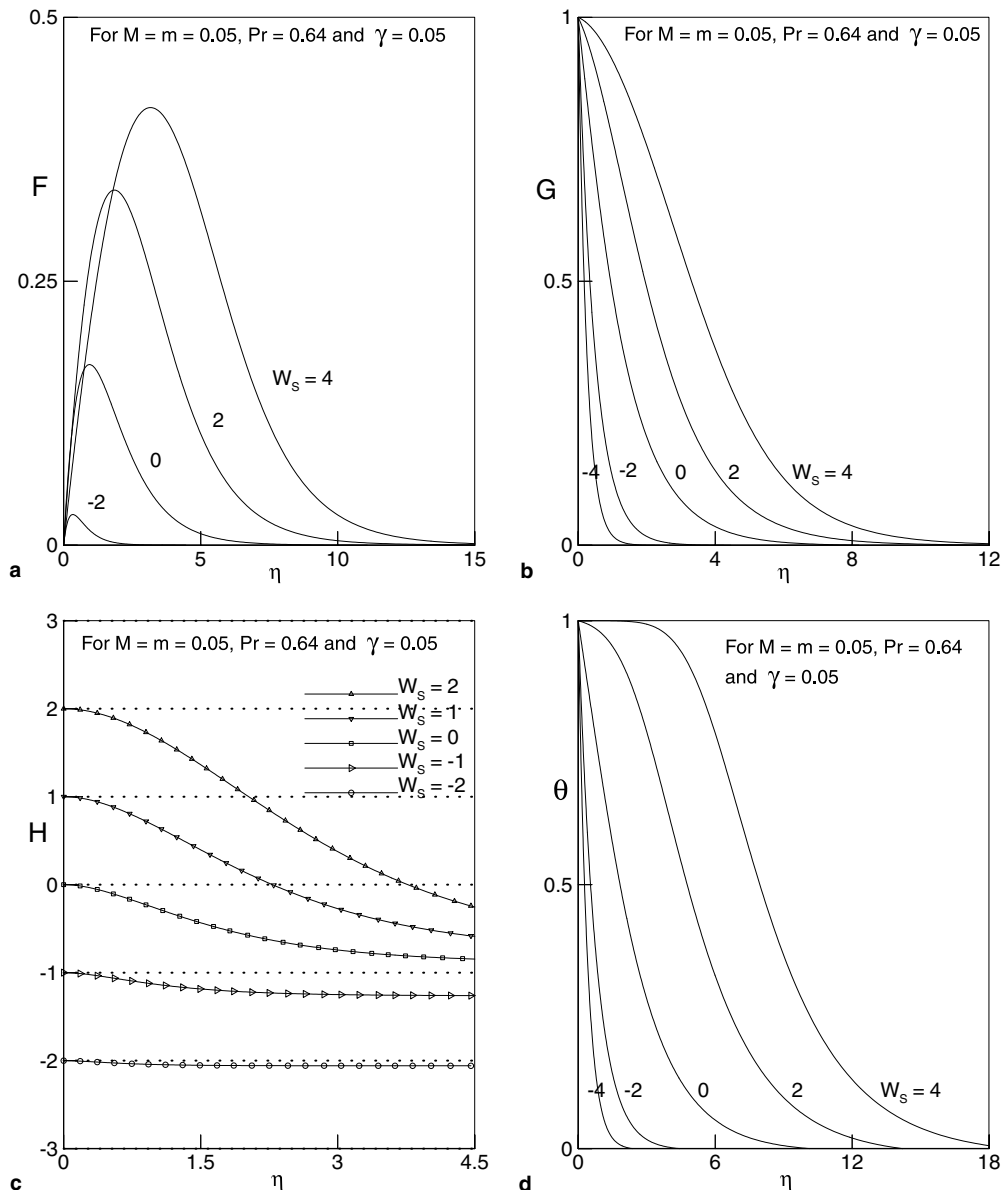 0.5
For M = m = 0.05, Pr = 0.64 and γ = 0.05
F
0.25
W_S = 4
2
0
-2
0
0
5
10
15
η
a
1
For M = m = 0.05, Pr = 0.64 and γ = 0.05
G
0.5
-4
-2
0
2
W_S = 4
0
0
4
8
12
η
b
3
For M = m = 0.05, Pr = 0.64 and γ = 0.05
W_S = 2
W_S = 1
W_S = 0
W_S = -1
W_S = -2
2
1
H
0
-1
-2
-3
0
1.5
3
4.5
η
c
1
For M = m = 0.05, Pr = 0.64
and γ = 0.05
θ
0.5
-4
-2
0
2
W_S = 4
0
0
6
12
18
η
d